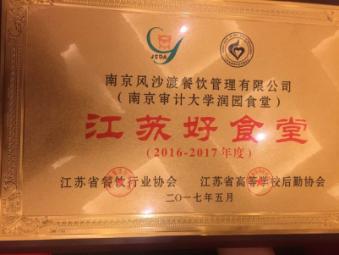 JSDA
南京风沙渡餐饮管理有限公司
(南京审计大学润园食堂)
江苏好食堂
(2016-2017年度)
江苏省餐饮行业协会 江苏省高等学校后勤协会
二〇一七年五月